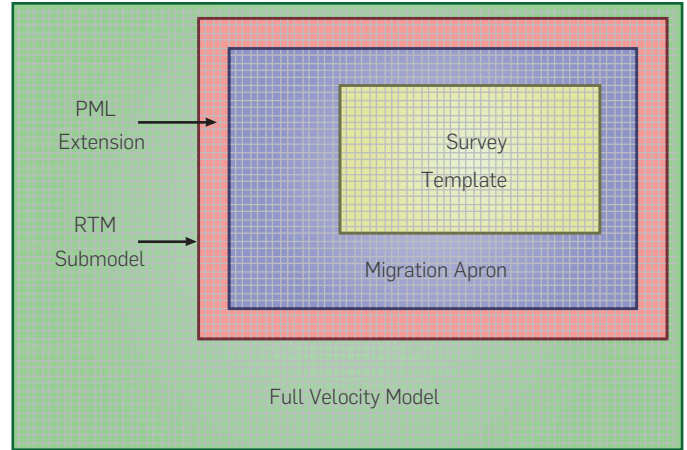 PML
Extension
Survey
Template
RTM
Submodel
Migration Apron
Full Velocity Model